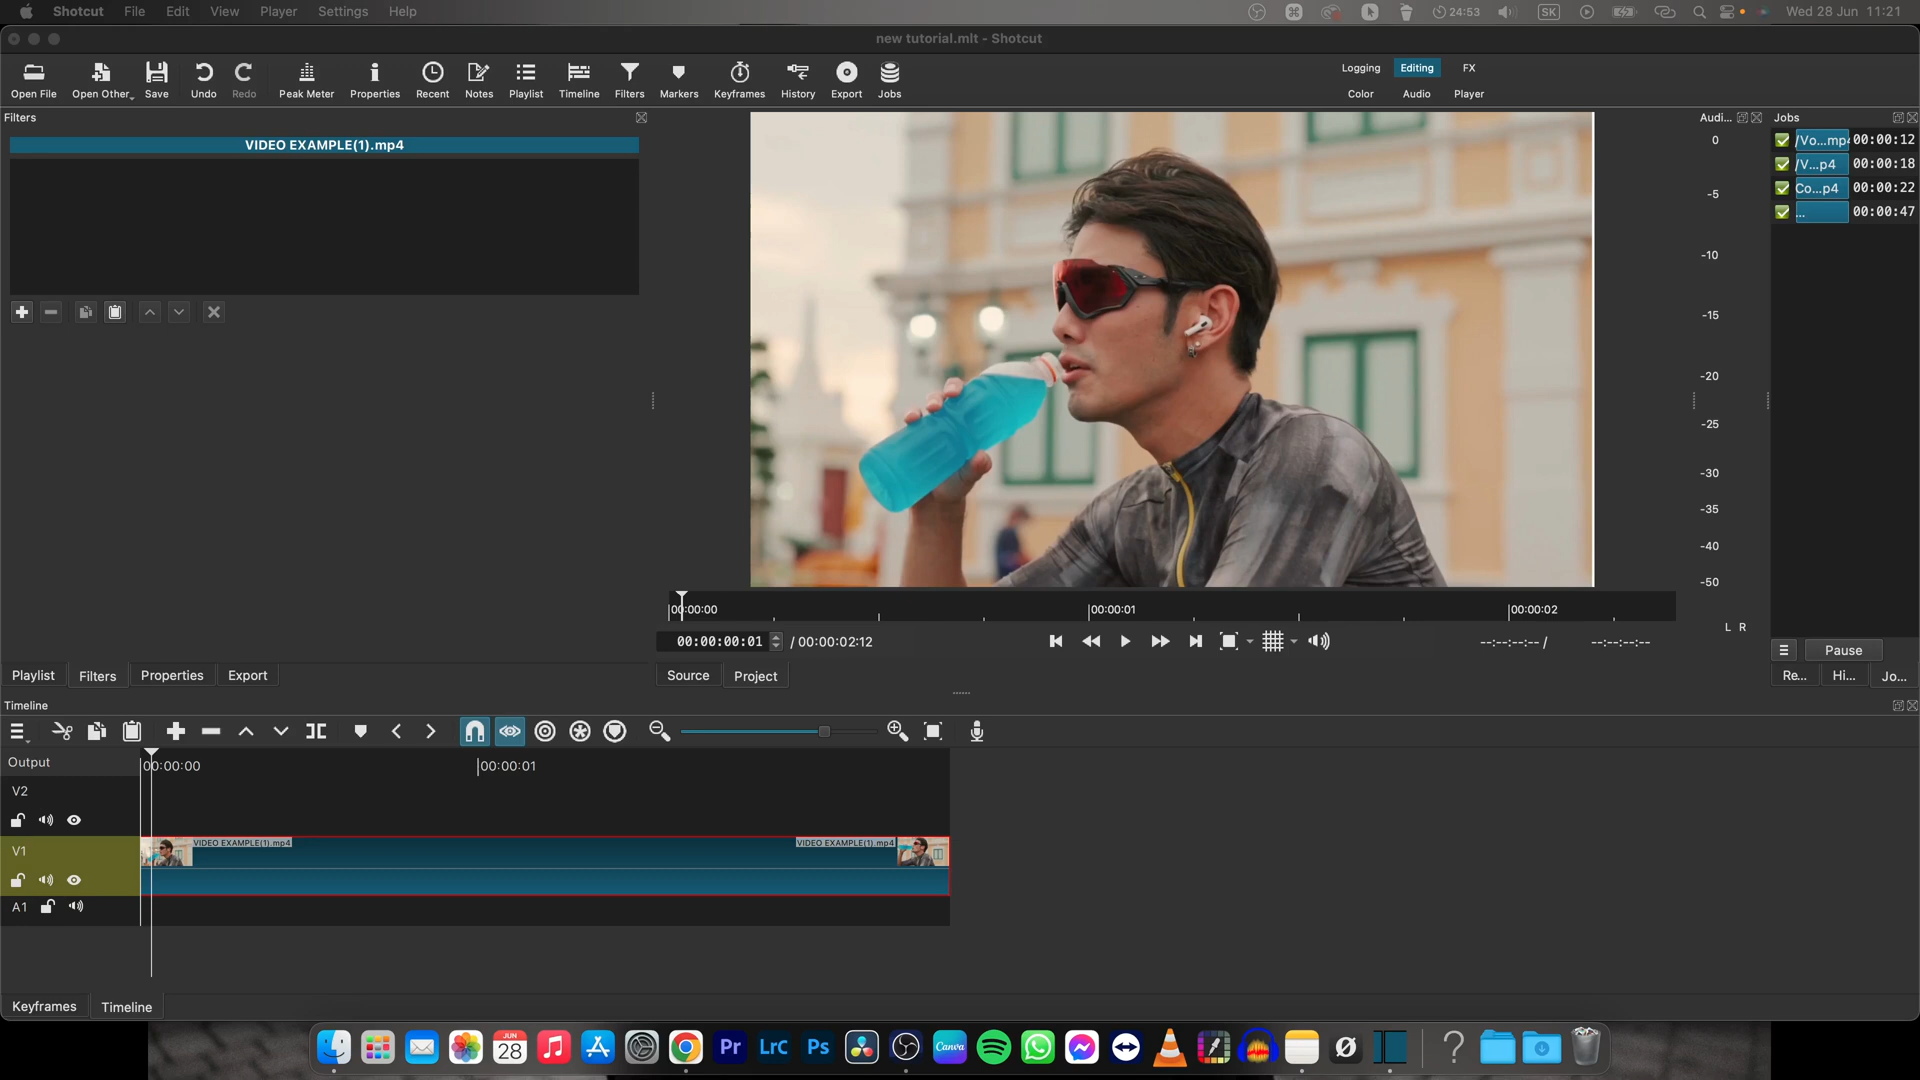 Shotcut File Edit View Player Settings Help
24:53 SK Wed 28 Jun 11:21
new tutorial.mlt - Shotcut
Open File Open Other Save Undo Redo Peak Meter Properties Recent Notes Playlist Timeline Filters Markers Keyframes History Export Jobs
Logging Editing FX
Color Audio Player
Filters
VIDEO EXAMPLE(1).mp4
Audi...
0
-5
-10
-15
-20
-25
-30
-35
-40
-50
L R
Jobs
/Vo...mp4 00:00:12
/V...p4 00:00:18
Co...p4 00:00:22
... 00:00:47
00:00:00 00:00:01 00:00:02
00:00:00:01 / 00:00:02:12 --:--:--:-- / --:--:--:--
Pause
Playlist Filters Properties Export
Source Project
Re... Hi... Jo...
Timeline
Output
00:00:00 00:00:01
V2
V1
VIDEO EXAMPLE(1).mp4 VIDEO EXAMPLE(1).mp4
A1
Keyframes Timeline
JUN
28
Pr LrC Ps Canva